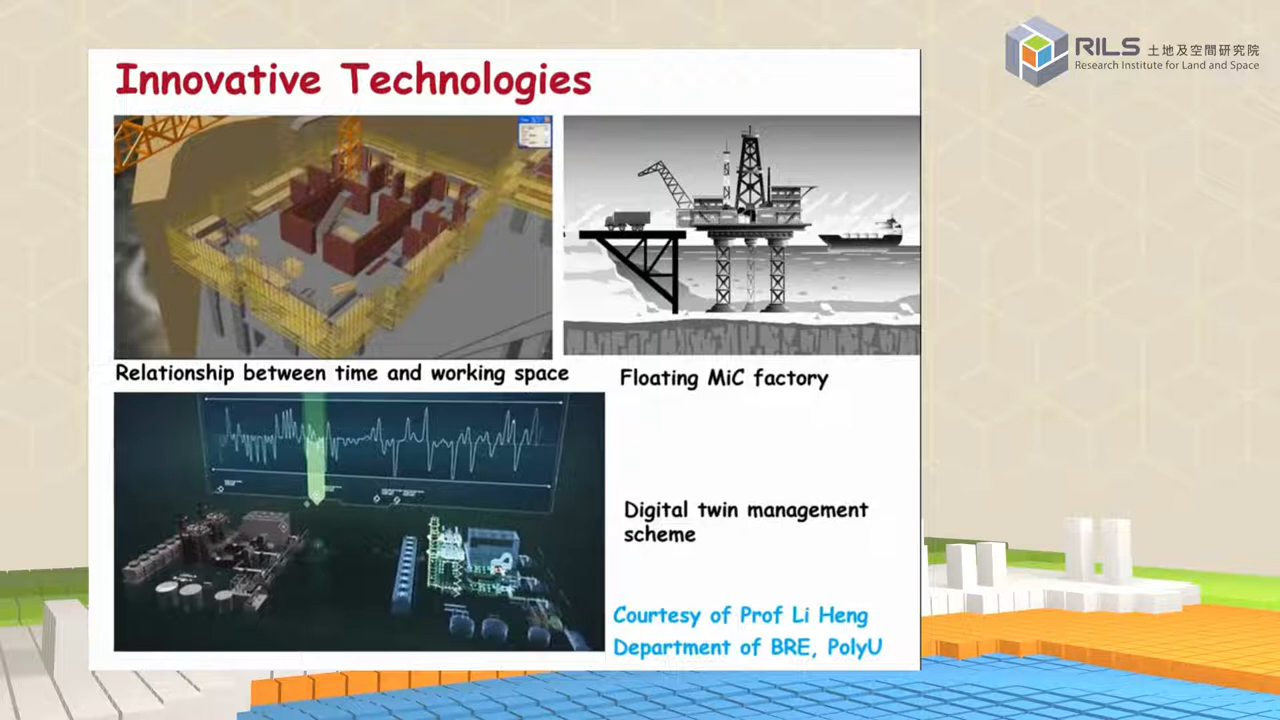 RILS 土地及空間研究院
Research Institute for Land and Space
Innovative Technologies
Relationship between time and working space
Floating MiC factory
Digital twin management
scheme
Courtesy of Prof Li Heng
Department of BRE, PolyU